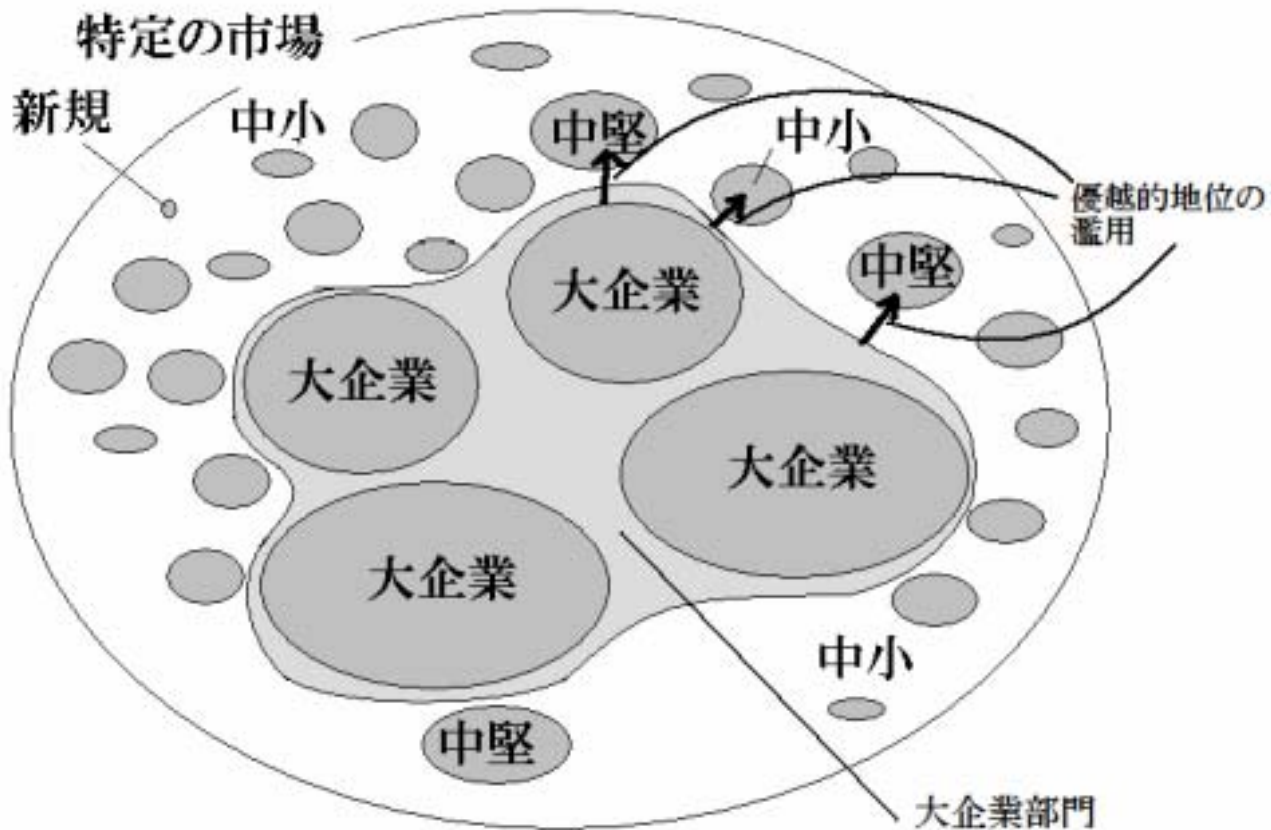 特定の市場
新規
中小
中堅
中小
優越的地位の
濫用
中堅
大企業
大企業
大企業
大企業
中小
中堅
大企業部門